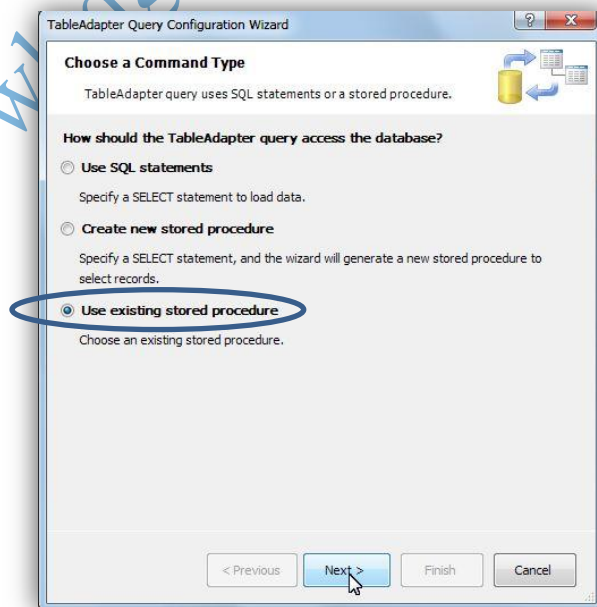 TableAdapter Query Configuration Wizard
Choose a Command Type
TableAdapter query uses SQL statements or a stored procedure.
How should the TableAdapter query access the database?
Use SQL statements
Specify a SELECT statement to load data.
Create new stored procedure
Specify a SELECT statement, and the wizard will generate a new stored procedure to
select records.
Use existing stored procedure
Choose an existing stored procedure.
< Previous
Next >
Finish
Cancel